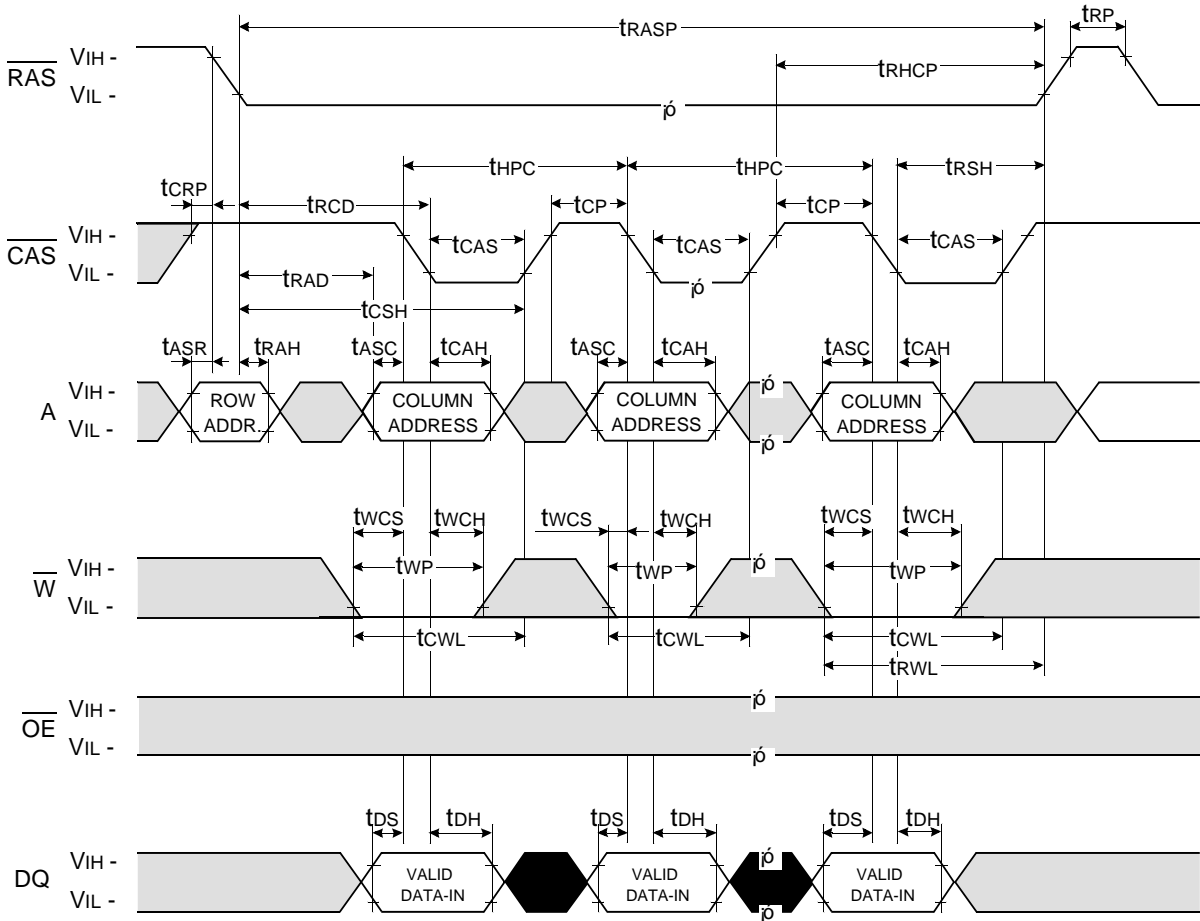 tRASP
tRP
RAS VIH -
VIL -
tRHCP
¡ó
tHPC tHPC tRSH
tCRP
tRCD tCP tCP
CAS VIH -
VIL -
tCAS tCAS tCAS
¡ó
tRAD
tCSH
tASR tRAH tASC tCAH tASC tCAH tASC tCAH
A VIH -
VIL -
ROW
ADDR.
COLUMN
ADDRESS
COLUMN
ADDRESS
¡ó
¡ó
COLUMN
ADDRESS
tWCS tWCH tWCS tWCH tWCS tWCH
W VIH -
VIL -
tWP tWP ¡ó tWP
tCWL tCWL tCWL
tRWL
OE VIH -
VIL -
¡ó
¡ó
tDS tDH tDS tDH tDS tDH
DQ VIH -
VIL -
VALID
DATA-IN
VALID
DATA-IN
¡ó
¡ó
VALID
DATA-IN